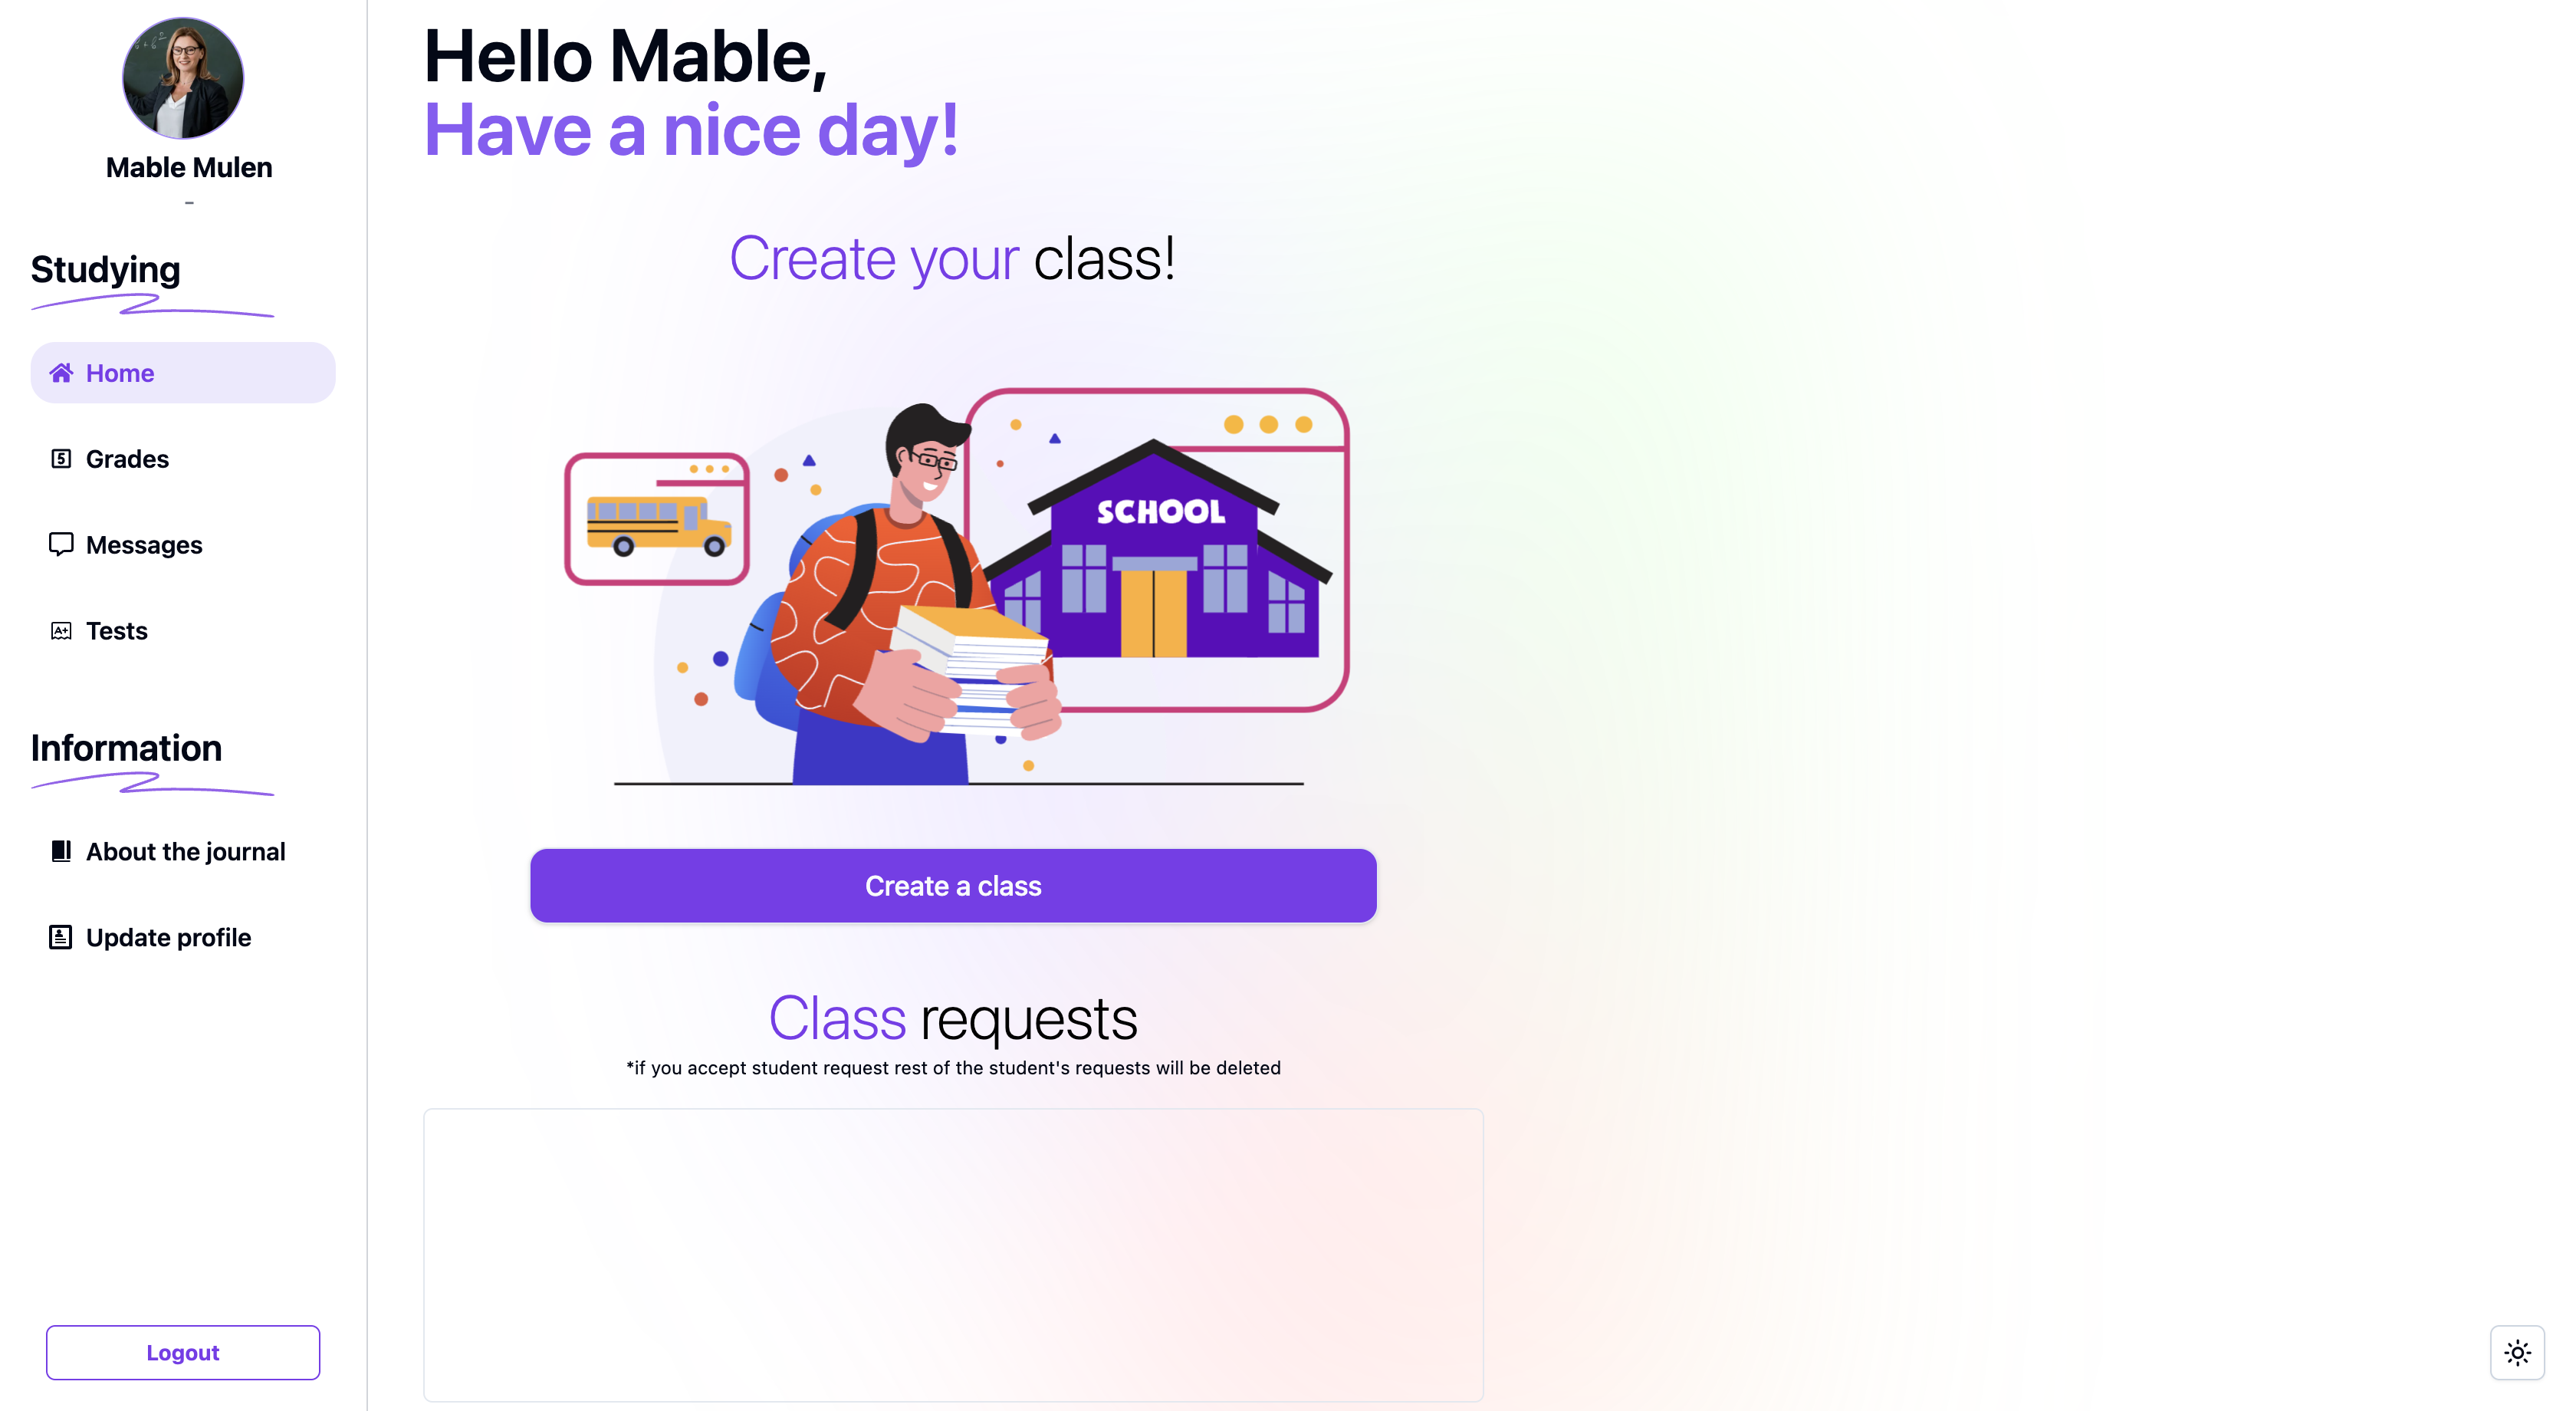 Mable Mulen
-
Studying
Home
Grades
Messages
Tests
Information
About the journal
Update profile
Logout
Hello Mable,
Have a nice day!
Create your class!
SCHOOL
Create a class
Class requests
*if you accept student request rest of the student's requests will be deleted